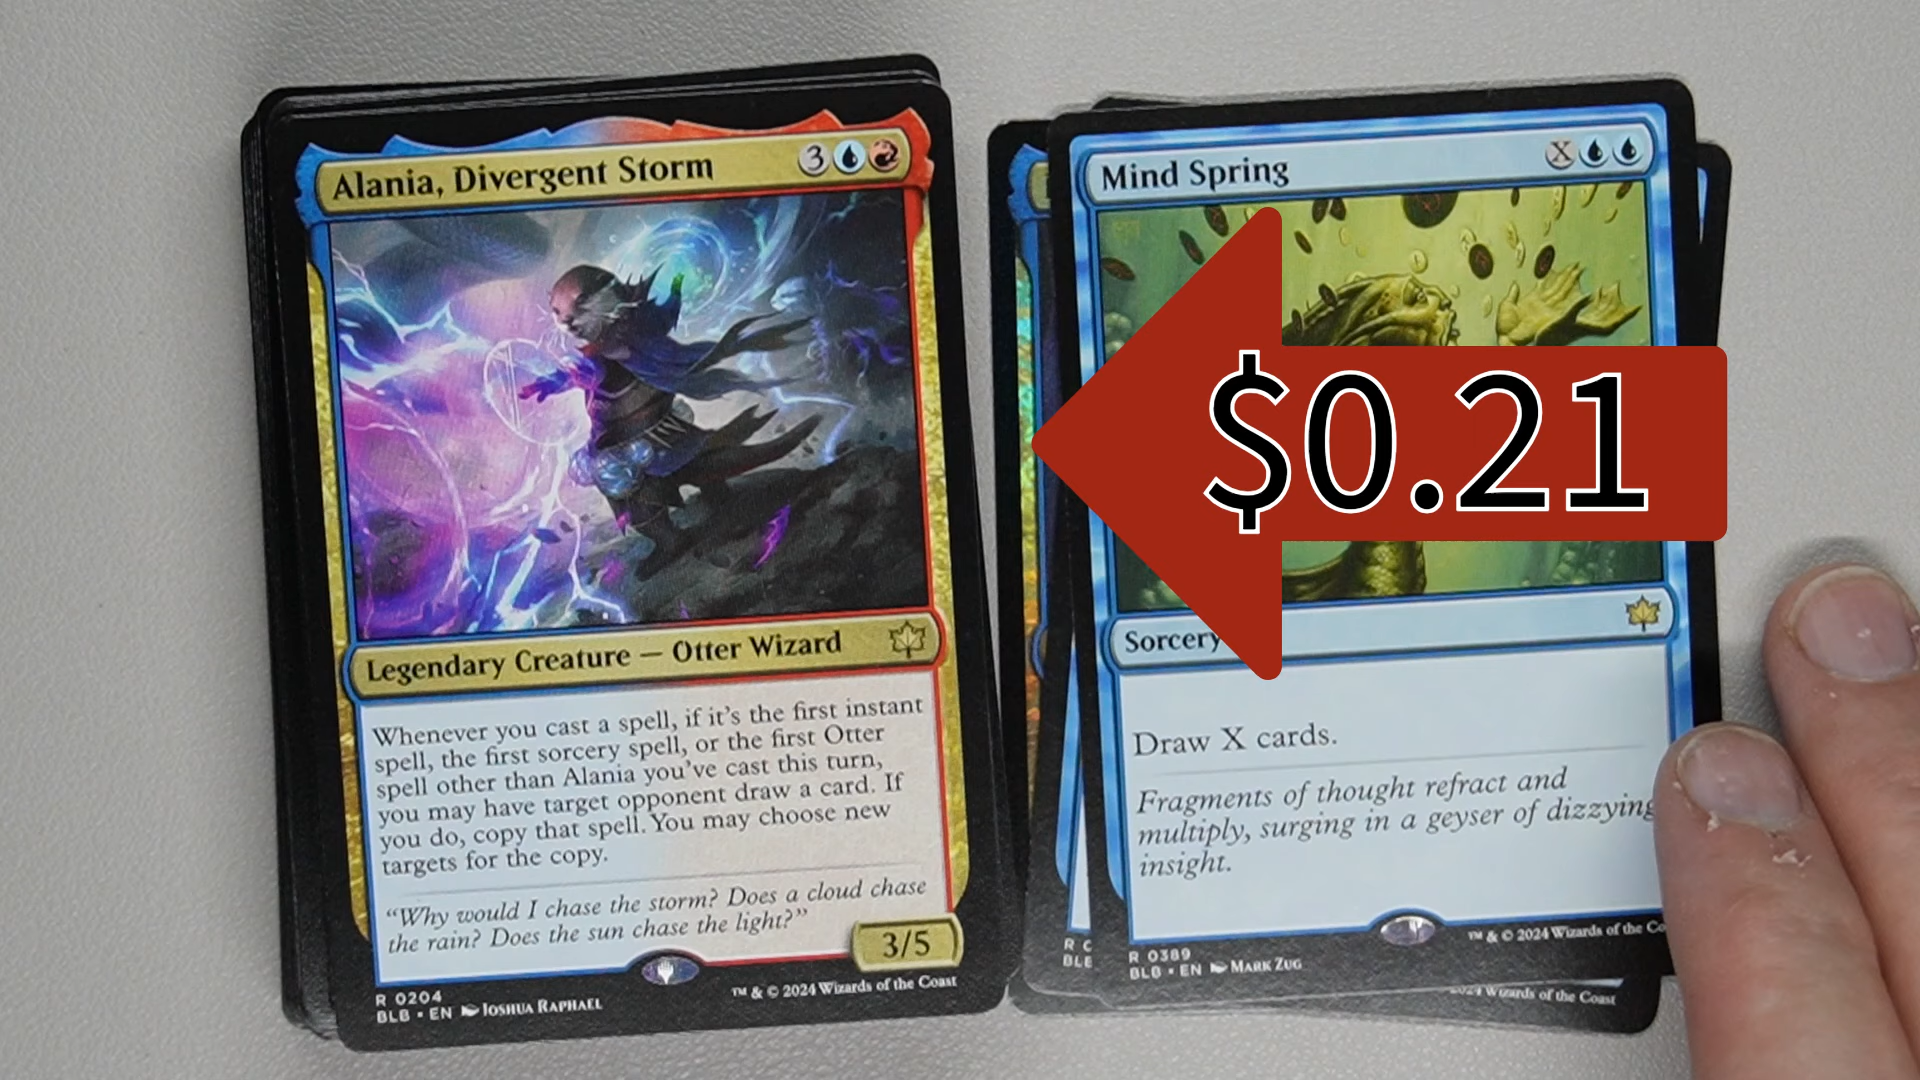 Alania, Divergent Storm
3
Legendary Creature — Otter Wizard
Whenever you cast a spell, if it's the first instant
spell, the first sorcery spell, or the first Otter
spell other than Alania you've cast this turn,
you may have target opponent draw a card. If
you do, copy that spell. You may choose new
targets for the copy.
"Why would I chase the storm? Does a cloud chase
the rain? Does the sun chase the light?"
3/5
R 0204
BLB • EN JOSHUA RAPHAEL
™ & © 2024 Wizards of the Coast
Mind Spring
X
$0.21
Sorcery
Draw X cards.
Fragments of thought refract and
multiply, surging in a geyser of dizzying
insight.
R 0389
BLB • EN MARK ZUG
™ & © 2024 Wizards of the Co
R
BLE
2024 Wizards of the Coast